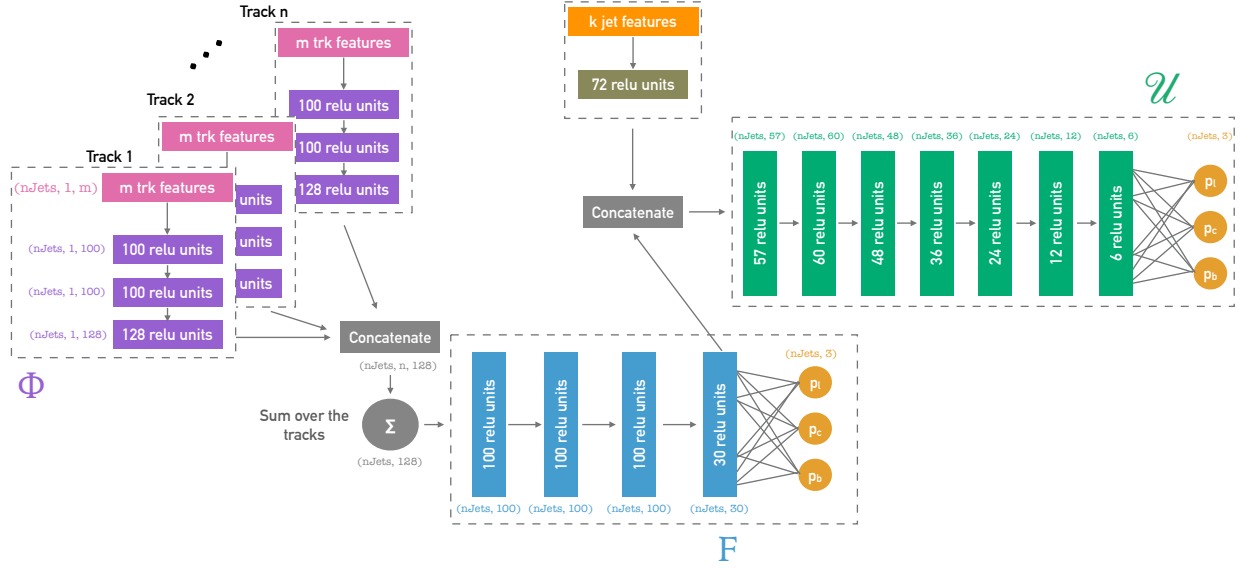 Track n
m trk features
100 relu units
100 relu units
128 relu units
Track 2
m trk features
units
units
units
Track 1
(nJets, 1, m)
m trk features
(nJets, 1, 100)
100 relu units
(nJets, 1, 100)
100 relu units
(nJets, 1, 128)
128 relu units
Φ
Concatenate
(nJets, n, 128)
Sum over the
tracks
Σ
(nJets, 128)
100 relu units
100 relu units
100 relu units
30 relu units
(nJets, 100)
(nJets, 100)
(nJets, 100)
(nJets, 30)
(nJets, 3)
pl
pc
pb
F
k jet features
72 relu units
Concatenate
𝒰
(nJets, 57)
(nJets, 60)
(nJets, 48)
(nJets, 36)
(nJets, 24)
(nJets, 12)
(nJets, 6)
(nJets, 3)
57 relu units
60 relu units
48 relu units
36 relu units
24 relu units
12 relu units
6 relu units
pl
pc
pb